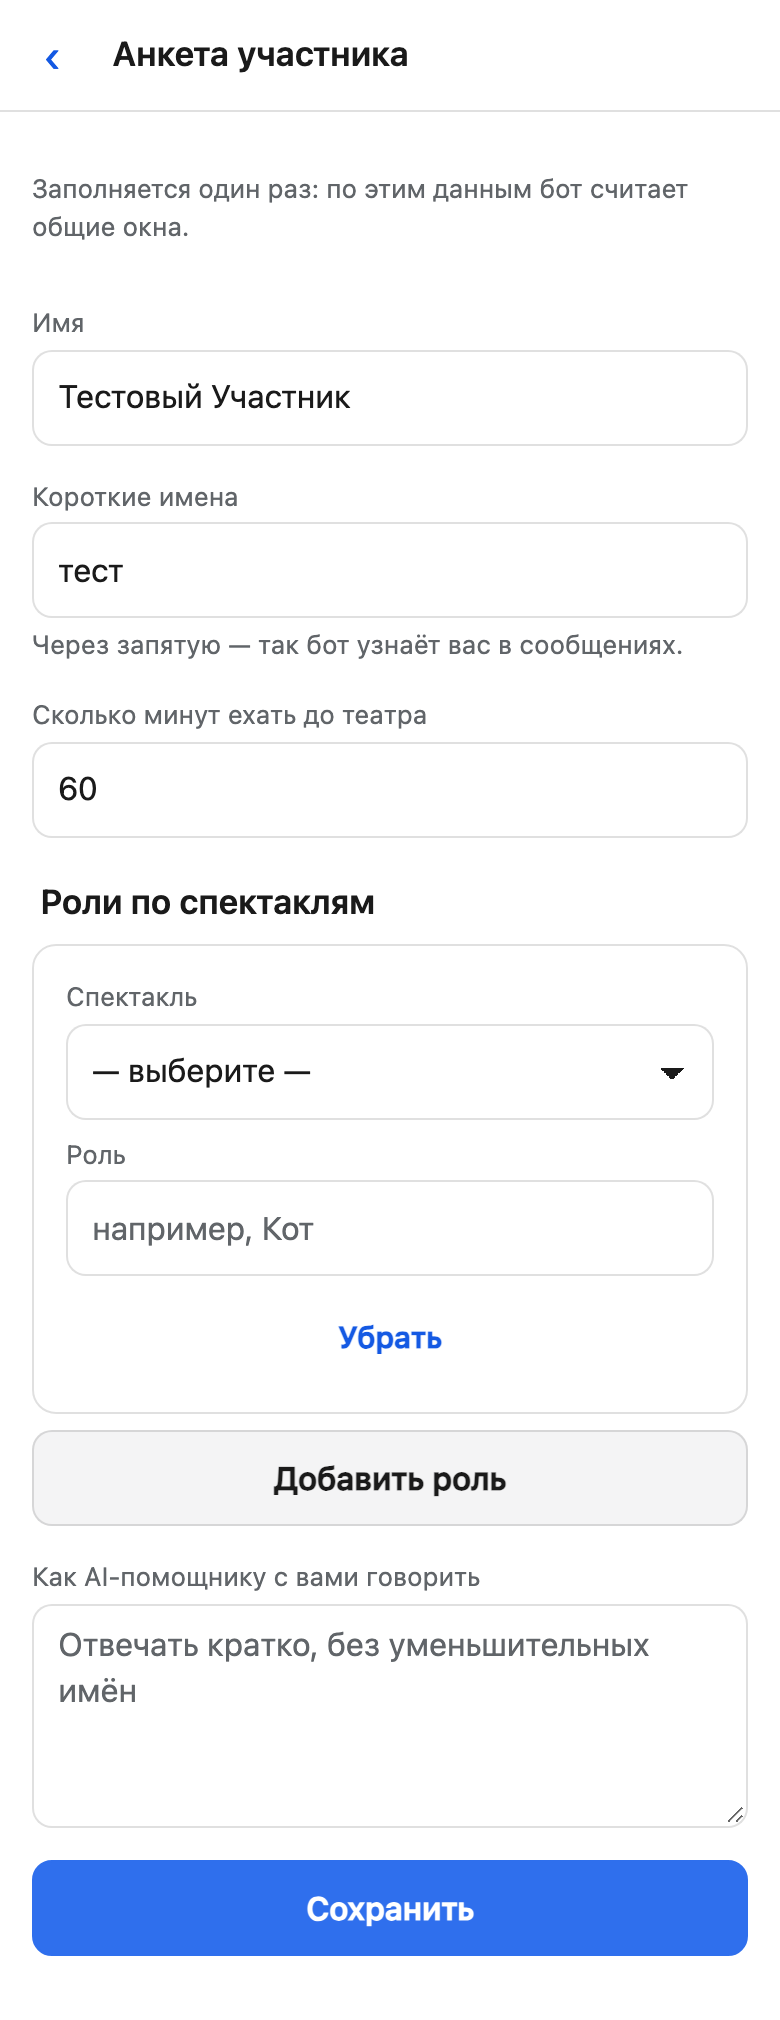 ‹ Анкета участника
Заполняется один раз: по этим данным бот считает
общие окна.
Имя
Тестовый Участник
Короткие имена
тест
Через запятую — так бот узнаёт вас в сообщениях.
Сколько минут ехать до театра
60
Роли по спектаклям
Спектакль
— выберите —
Роль
например, Кот
Убрать
Добавить роль
Как AI-помощнику с вами говорить
Отвечать кратко, без уменьшительных
имён
Сохранить